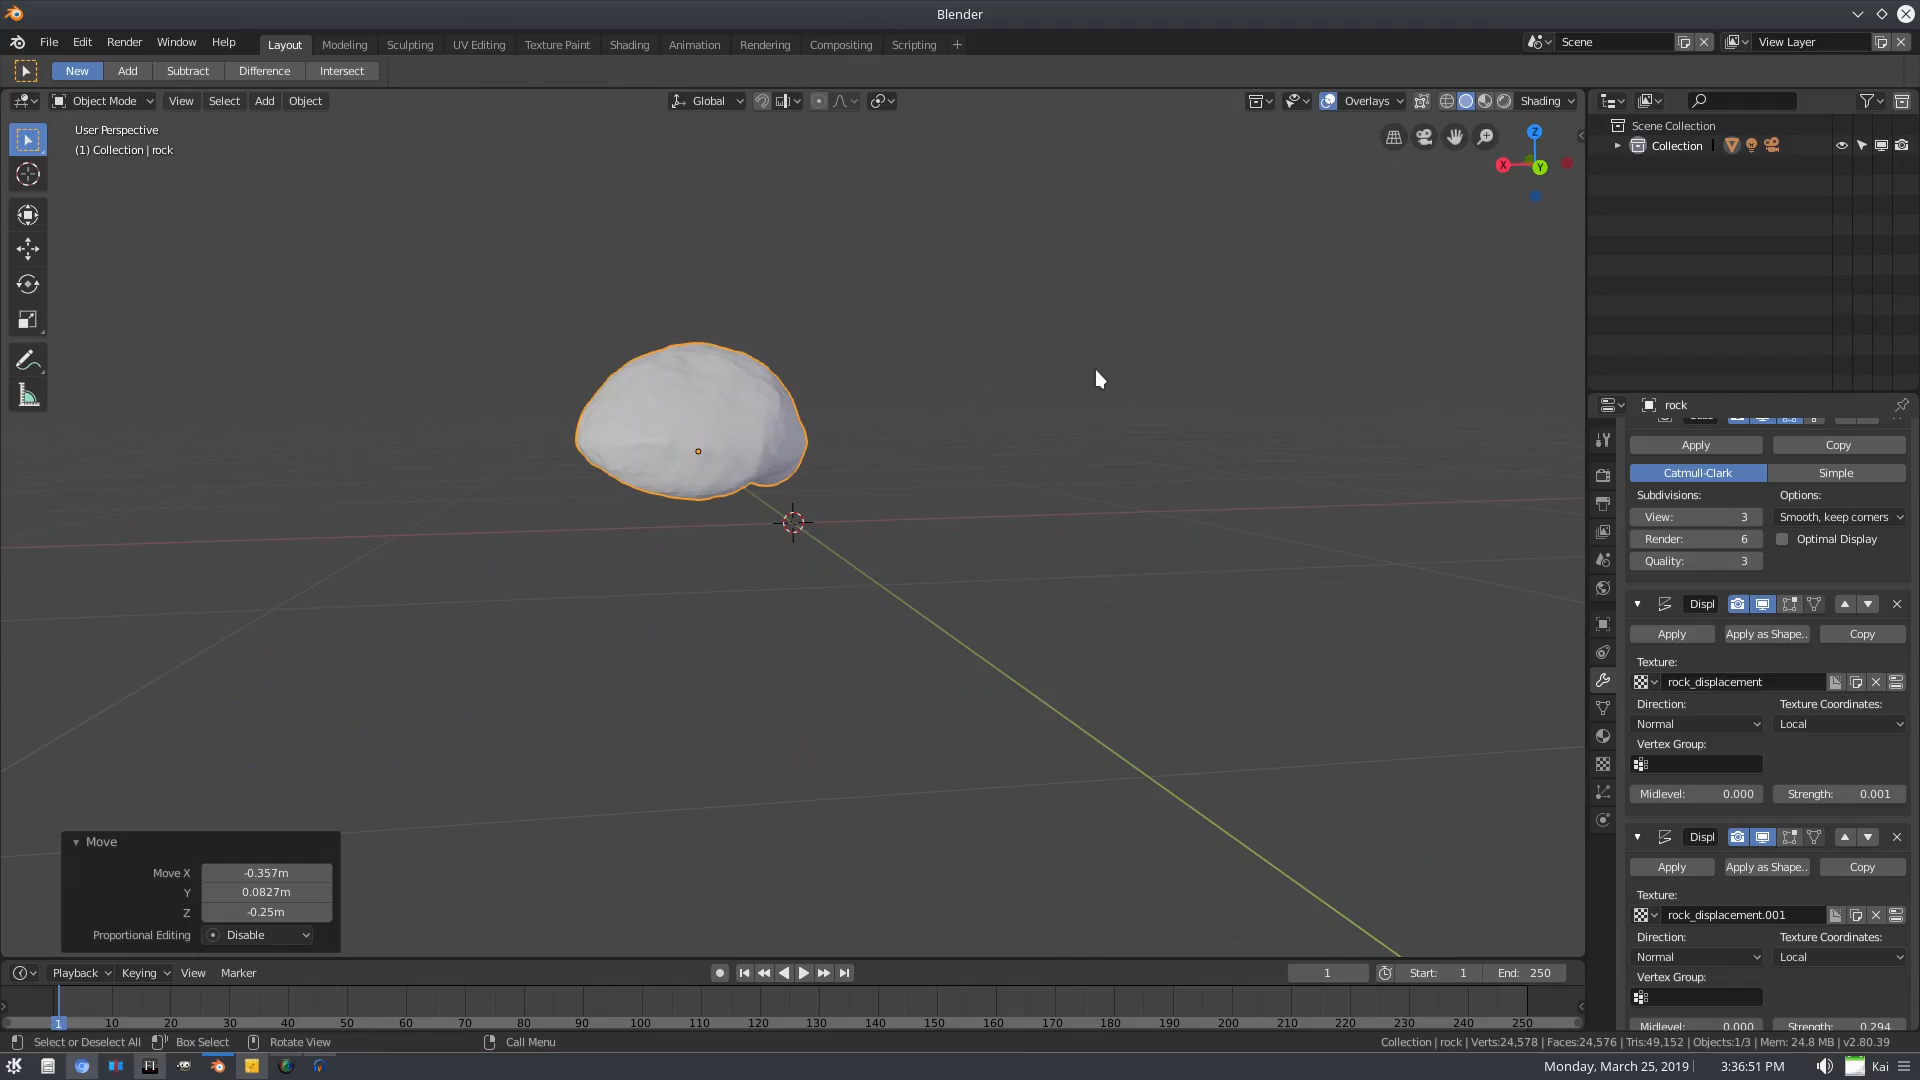 Blender
File Edit Render Window Help Layout Modeling Sculpting UV Editing Texture Paint Shading Animation Rendering Compositing Scripting + Scene View Layer
New Add Subtract Difference Intersect
Object Mode View Select Add Object Global Overlays Shading
User Perspective
(1) Collection | rock
Z
X
Y
Scene Collection
Collection
rock
Apply Copy
Catmull-Clark Simple
Subdivisions: Options:
View: 3 Smooth, keep corners
Render: 6 Optimal Display
Quality: 3
Displ
Apply Apply as Shape.. Copy
Texture:
rock_displacement
Direction: Texture Coordinates:
Normal Local
Vertex Group:
Midlevel: 0.000 Strength: 0.001
Displ
Apply Apply as Shape.. Copy
Texture:
rock_displacement.001
Direction: Texture Coordinates:
Normal Local
Vertex Group:
Midlevel: 0.000 Strength: 0.294
Move
Move X -0.357m
Y 0.0827m
Z -0.25m
Proportional Editing Disable
Playback Keying View Marker 1 Start: 1 End: 250
1 10 20 30 40 50 60 70 80 90 100 110 120 130 140 150 160 170 180 190 200 210 220 230 240 250
Select or Deselect All Box Select Rotate View Call Menu Collection | rock | Verts:24,578 | Faces:24,576 | Tris:49,152 | Objects:1/3 | Mem: 24.8 MB | v2.80.39
Monday, March 25, 2019 3:36:51 PM Kai